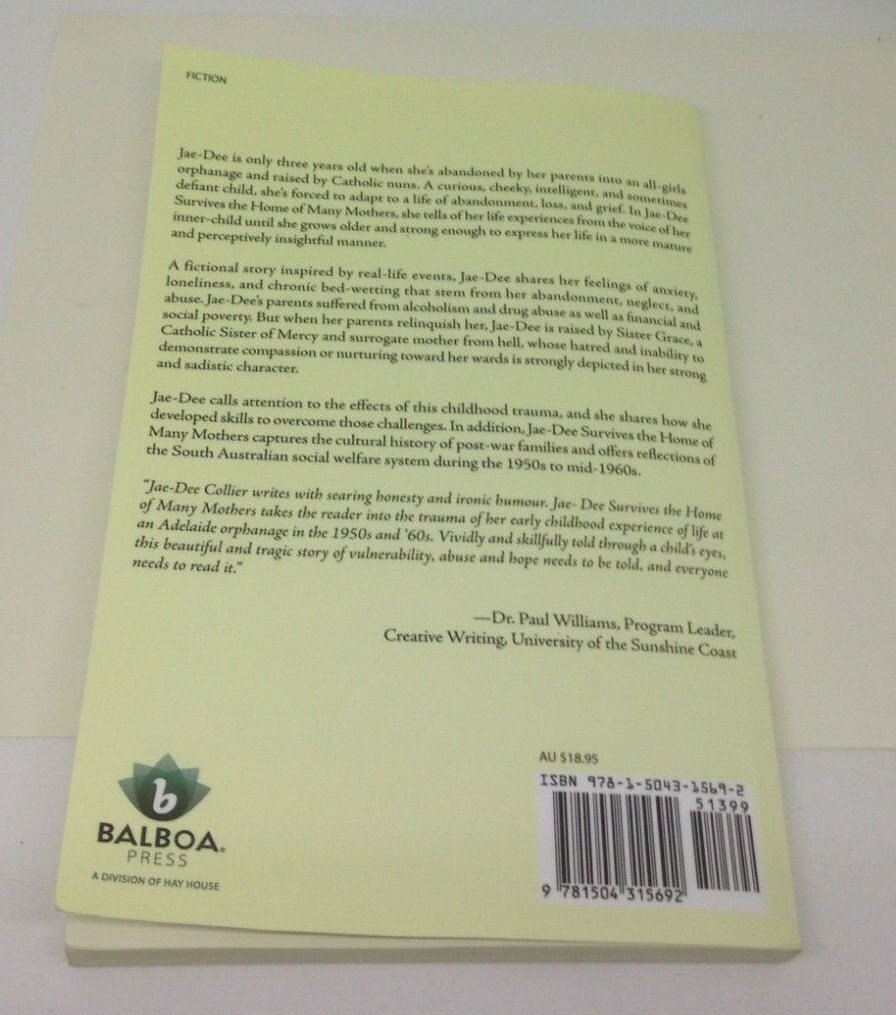 FICTION
Jae-Dee is only three years old when she's abandoned by her parents into an all-girls
orphanage and raised by Catholic nuns. A curious, cheeky, intelligent, and sometimes
defiant child, she's forced to adapt to a life of abandonment, loss, and grief. In Jae-Dee
Survives the Home of Many Mothers, she tells of her life experiences from the voice of her
inner-child until she grows older and strong enough to express her life in a more mature
and perceptively insightful manner.
A fictional story inspired by real-life events, Jae-Dee shares her feelings of anxiety,
loneliness, and chronic bed-wetting that stem from her abandonment, neglect, and
abuse. Jae-Dee's parents suffered from alcoholism and drug abuse as well as financial and
social poverty. But when her parents relinquish her, Jae-Dee is raised by Sister Grace, a
Catholic Sister of Mercy and surrogate mother from hell, whose hatred and inability to
demonstrate compassion or nurturing toward her wards is strongly depicted in her strong
and sadistic character.
Jae-Dee calls attention to the effects of this childhood trauma, and she shares how she
developed skills to overcome those challenges. In addition, Jae-Dee Survives the Home of
Many Mothers captures the cultural history of post-war families and offers reflections of
the South Australian social welfare system during the 1950s to mid-1960s.
"Jae-Dee Collier writes with searing honesty and ironic humour. Jae- Dee Survives the Home
of Many Mothers takes the reader into the trauma of her early childhood experience of life at
an Adelaide orphanage in the 1950s and '60s. Vividly and skillfully told through a child's eyes,
this beautiful and tragic story of vulnerability, abuse and hope needs to be told, and everyone
needs to read it."
—Dr. Paul Williams, Program Leader,
Creative Writing, University of the Sunshine Coast
AU $18.95
ISBN 978-1-5043-1569-2
51399
9 781504 315692
b
BALBOA.
PRESS
A DIVISION OF HAY HOUSE